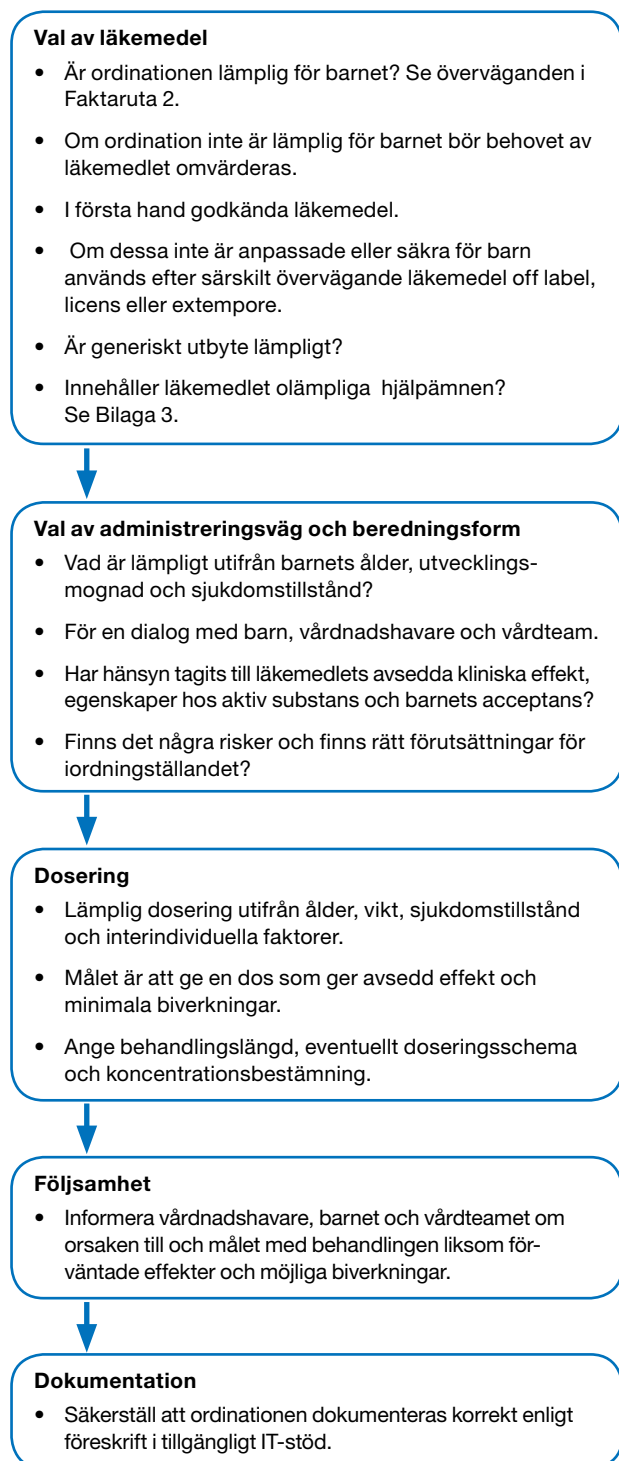 Val av läkemedel
• Är ordinationen lämplig för barnet? Se överväganden i
Faktaruta 2.
• Om ordination inte är lämplig för barnet bör behovet av
läkemedlet omvärderas.
• I första hand godkända läkemedel.
• Om dessa inte är anpassade eller säkra för barn
används efter särskilt övervägande läkemedel off label,
licens eller extempore.
• Är generiskt utbyte lämpligt?
• Innehåller läkemedlet olämpliga hjälpämnen?
Se Bilaga 3.
Val av administreringsväg och beredningsform
• Vad är lämpligt utifrån barnets ålder, utvecklings-
mognad och sjukdomstillstånd?
• För en dialog med barn, vårdnadshavare och vårdteam.
• Har hänsyn tagits till läkemedlets avsedda kliniska effekt,
egenskaper hos aktiv substans och barnets acceptans?
• Finns det några risker och finns rätt förutsättningar för
iordningställandet?
Dosering
• Lämplig dosering utifrån ålder, vikt, sjukdomstillstånd
och interindividuella faktorer.
• Målet är att ge en dos som ger avsedd effekt och
minimala biverkningar.
• Ange behandlingslängd, eventuellt doseringsschema
och koncentrationsbestämning.
Följsamhet
• Informera vårdnadshavare, barnet och vårdteamet om
orsaken till och målet med behandlingen liksom för-
väntade effekter och möjliga biverkningar.
Dokumentation
• Säkerställ att ordinationen dokumenteras korrekt enligt
föreskrift i tillgängligt IT-stöd.